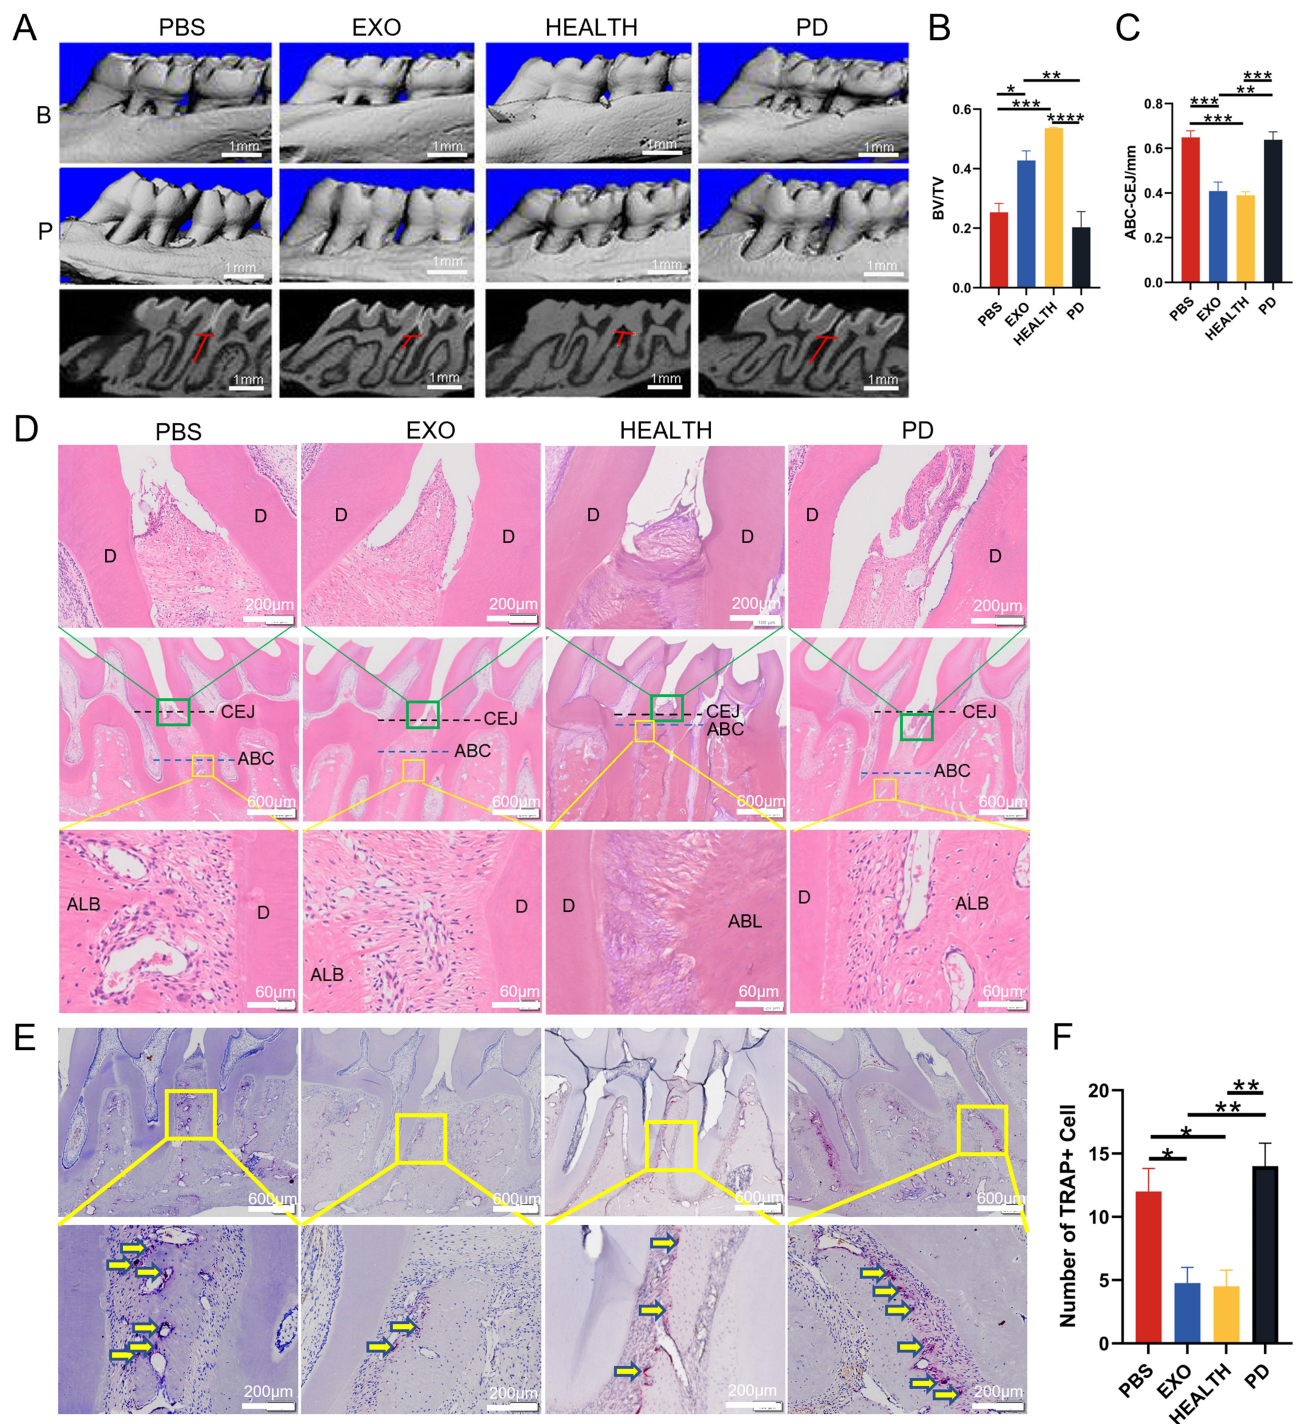 A
PBS EXO HEALTH PD
B
1mm 1mm 1mm 1mm
P
1mm 1mm 1mm 1mm
1mm 1mm 1mm 1mm
B
** 
* 
***
****
0.6
0.4
0.2
0.0
BV/TV
PBS EXO HEALTH PD
C
***
**
***
***
0.8
0.6
0.4
0.2
0.0
ABC-CEJ/mm
PBS EXO HEALTH PD
D
PBS EXO HEALTH PD
D D D D D D D D
200μm 200μm 200μm 200μm
CEJ CEJ CEJ CEJ
ABC ABC ABC ABC
600μm 600μm 600μm 600μm
ALB D ALB D D ABL D ALB
60μm 60μm 60μm 60μm
E
600μm 600μm 600μm 600μm
200μm 200μm 200μm 200μm
F
**
**
*
*
20
15
10
5
0
Number of TRAP+ Cell
PBS EXO HEALTH PD